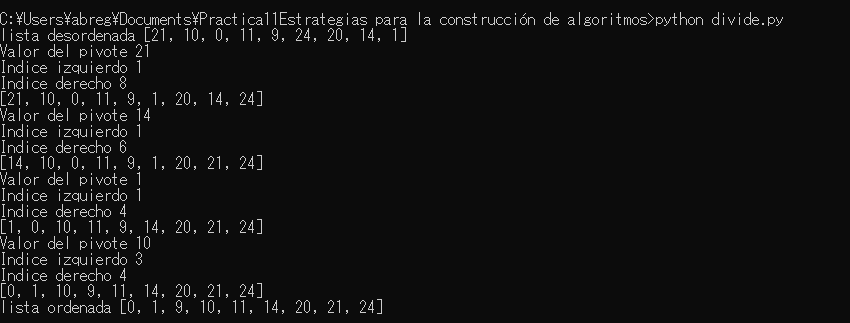 C:¥Users¥abreg¥Documents¥Practica11Estrategias para la construcción de algoritmos>python divide.py
lista desordenada [21, 10, 0, 11, 9, 24, 20, 14, 1]
Valor del pivote 21
Indice izquierdo 1
Indice derecho 8
[21, 10, 0, 11, 9, 1, 20, 14, 24]
Valor del pivote 14
Indice izquierdo 1
Indice derecho 6
[14, 10, 0, 11, 9, 1, 20, 21, 24]
Valor del pivote 1
Indice izquierdo 1
Indice derecho 4
[1, 0, 10, 11, 9, 14, 20, 21, 24]
Valor del pivote 10
Indice izquierdo 3
Indice derecho 4
[0, 1, 10, 9, 11, 14, 20, 21, 24]
lista ordenada [0, 1, 9, 10, 11, 14, 20, 21, 24]